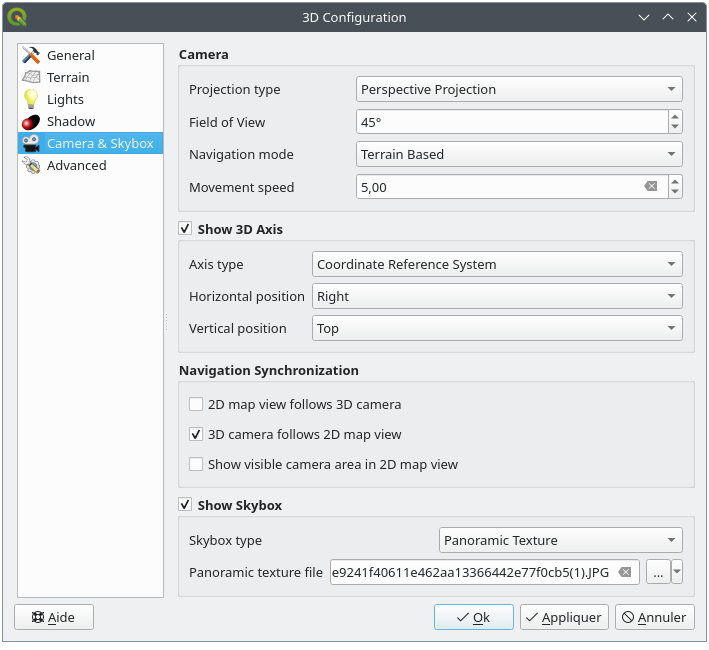 3D Configuration
General
Terrain
Lights
Shadow
Camera & Skybox
Advanced
Camera
Projection type Perspective Projection
Field of View 45°
Navigation mode Terrain Based
Movement speed 5,00
Show 3D Axis
Axis type Coordinate Reference System
Horizontal position Right
Vertical position Top
Navigation Synchronization
2D map view follows 3D camera
3D camera follows 2D map view
Show visible camera area in 2D map view
Show Skybox
Skybox type Panoramic Texture
Panoramic texture file e9241f40611e462aa13366442e77f0cb5(1).JPG ...
Aide Ok Appliquer Annuler